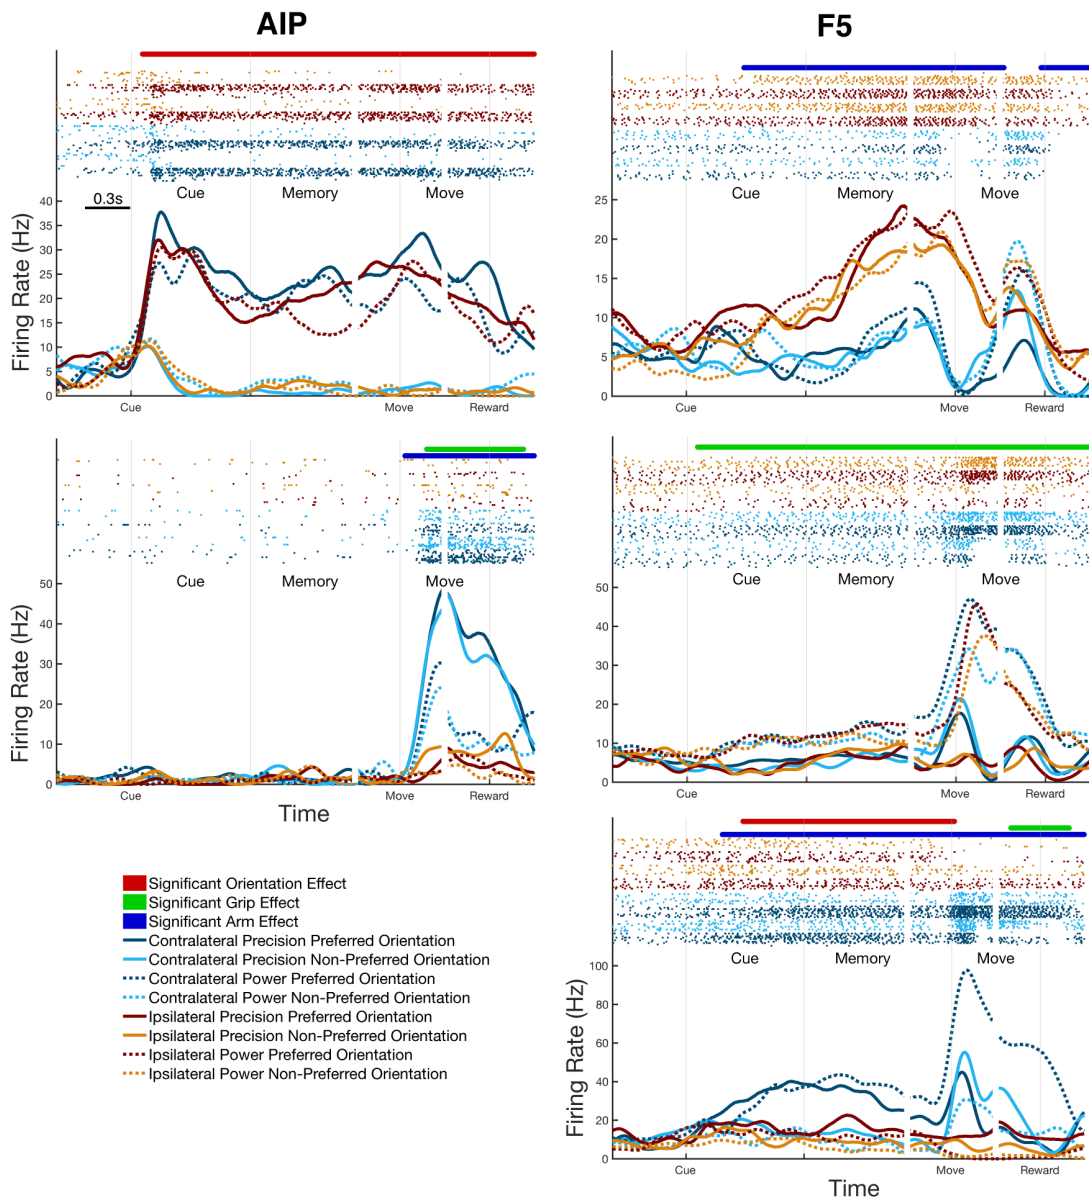 AIP
F5
0.3s
Cue Memory Move
Firing Rate (Hz)
40
35
30
25
20
15
10
5
0
Cue Move Reward
Cue Memory Move
Firing Rate (Hz)
50
40
30
20
10
0
Cue Move Reward
Time
Cue Memory Move
25
20
15
10
5
0
Cue Move Reward
Cue Memory Move
50
40
30
20
10
0
Cue Move Reward
Cue Memory Move
Firing Rate (Hz)
100
80
60
40
20
0
Cue Move Reward
Time
Significant Orientation Effect
Significant Grip Effect
Significant Arm Effect
Contralateral Precision Preferred Orientation
Contralateral Precision Non-Preferred Orientation
Contralateral Power Preferred Orientation
Contralateral Power Non-Preferred Orientation
Ipsilateral Precision Preferred Orientation
Ipsilateral Precision Non-Preferred Orientation
Ipsilateral Power Preferred Orientation
Ipsilateral Power Non-Preferred Orientation